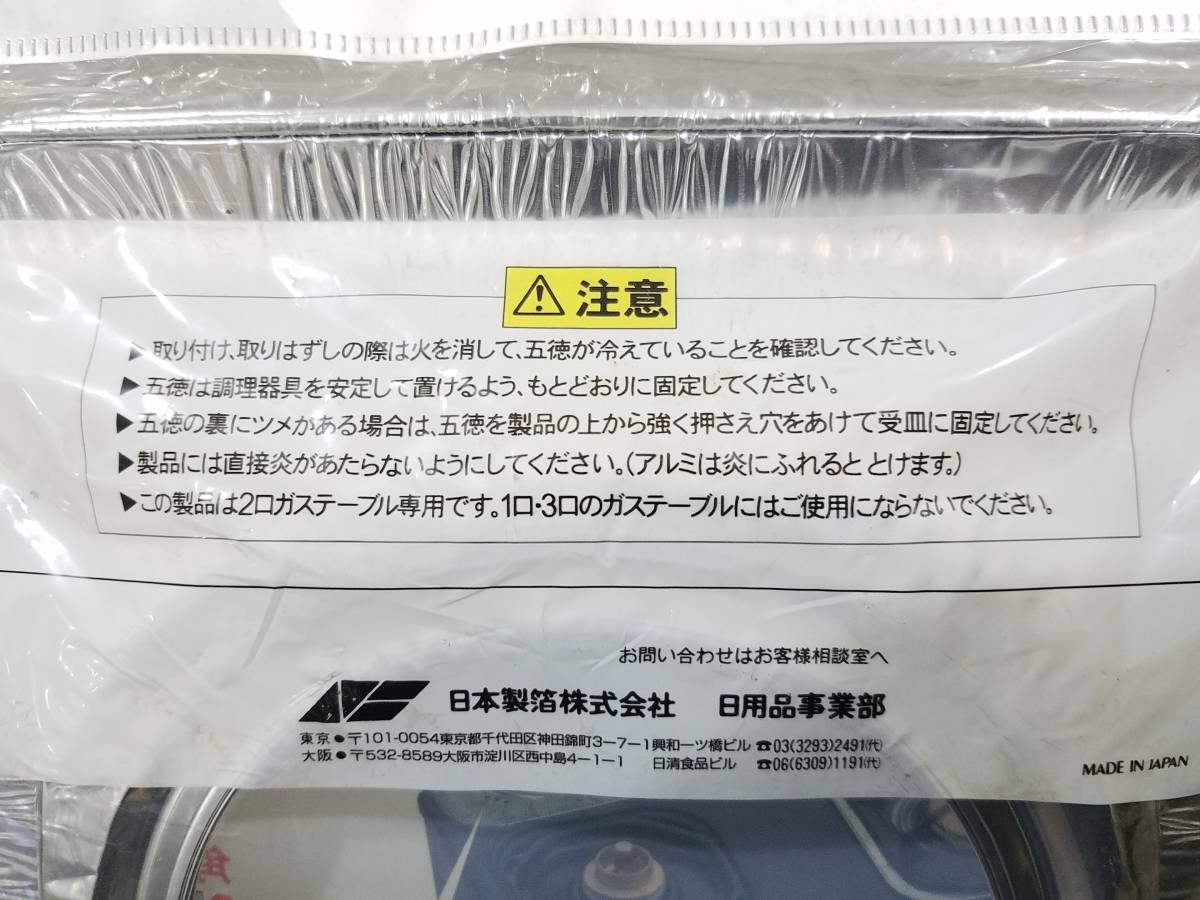 注意
▶取り付け、取りはずしの際は火を消して、五徳が冷えていることを確認してください。
▶五徳は調理器具を安定して置けるよう、もとどおりに固定してください。
▶五徳の裏にツメがある場合は、五徳を製品の上から強く押さえ穴をあけて受皿に固定してください。
▶製品には直接炎があたらないようにしてください。(アルミは炎にふれるととけます。)
▶この製品は2口ガステーブル専用です。1口・3口のガステーブルにはご使用にならないでください。
お問い合わせはお客様相談室へ
日本製箔株式会社 日用品事業部
東京●〒101-0054東京都千代田区神田錦町3-7-1興和一ツ橋ビル ☎03(3293)2491(代)
大阪●〒532-8589大阪市淀川区西中島4-1-1 日清食品ビル ☎06(6309)1191(代)
MADE IN JAPAN